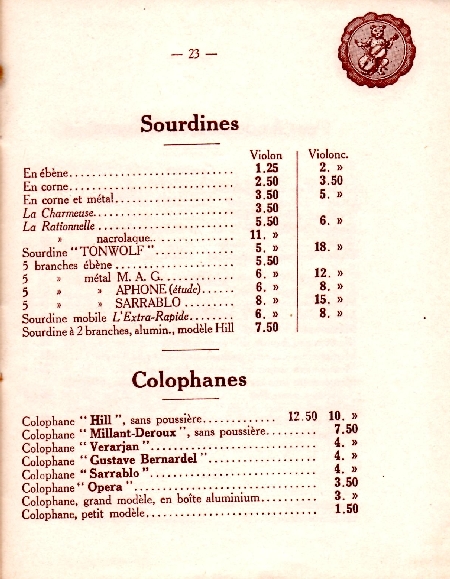 — 23 —
Sourdines
Violon Violonc.
En ébène.............................. 1.25 2. »
En corne.............................. 2.50 3.50
En corne et métal...................... 3.50 5. »
La Charmeuse......................... 3.50
La Rationnelle ......................... 5.50 6. »
» nacrolaque............... 11. »
Sourdine "TONWOLF".............. 5. » 18. »
5 branches ébène ...................... 5.50
5 » métal M. A. G............. 6. » 12. »
5 » » APHONE (étude)...... 6. » 8. »
5 » » SARRABLO ......... 8. » 15. »
Sourdine mobile L'Extra-Rapide........ 6. » 8. »
Sourdine à 2 branches, alumin., modèle Hill 7.50
Colophanes
Colophane "Hill", sans poussière............. 12.50 10. »
Colophane "Millant-Deroux", sans poussière......... 7.50
Colophane "Verarjan".............................. 4. »
Colophane "Gustave Bernardel".................... 4. »
Colophane "Sarrablo"............................. 4. »
Colophane "Opera"................................ 3.50
Colophane, grand modèle, en boîte aluminium.......... 3. »
Colophane, petit modèle.............................. 1.50